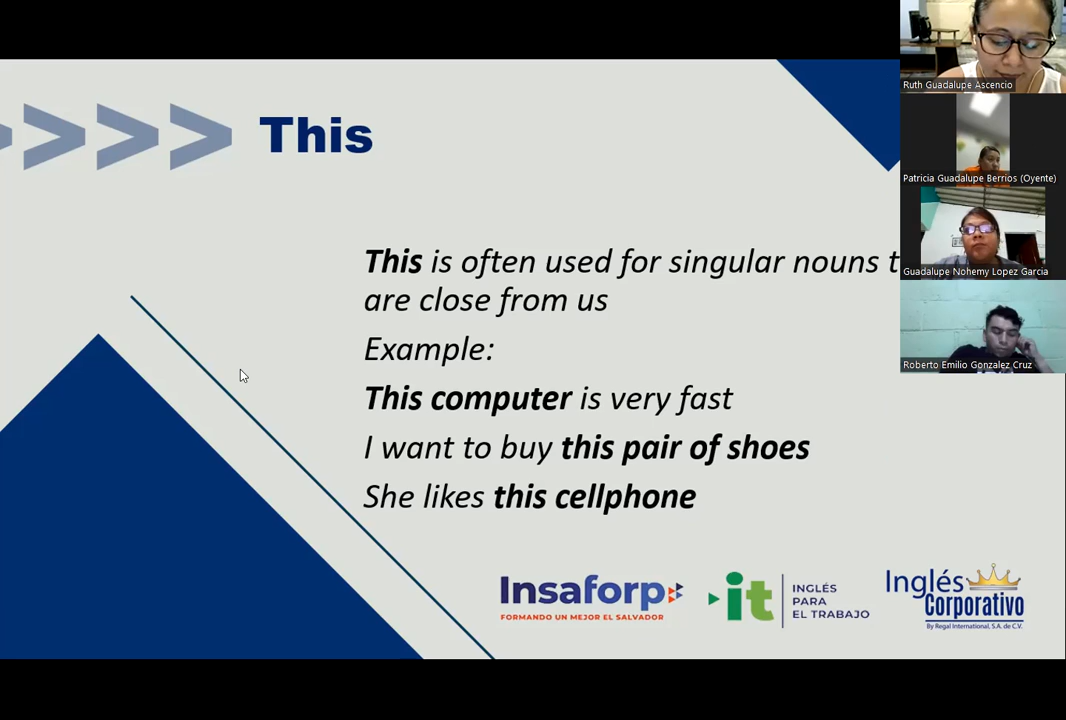 This
This is often used for singular nouns t
are close from us
Example:
This computer is very fast
I want to buy this pair of shoes
She likes this cellphone
Insaforp
FORMANDO UN MEJOR EL SALVADOR
it
INGLÉS
PARA
EL TRABAJO
Inglés
Corporativo
By Regal International, S.A. de C.V.
Ruth Guadalupe Ascencio
Patricia Guadalupe Berrios (Oyente)
Guadalupe Nohemy Lopez Garcia
Roberto Emilio Gonzalez Cruz